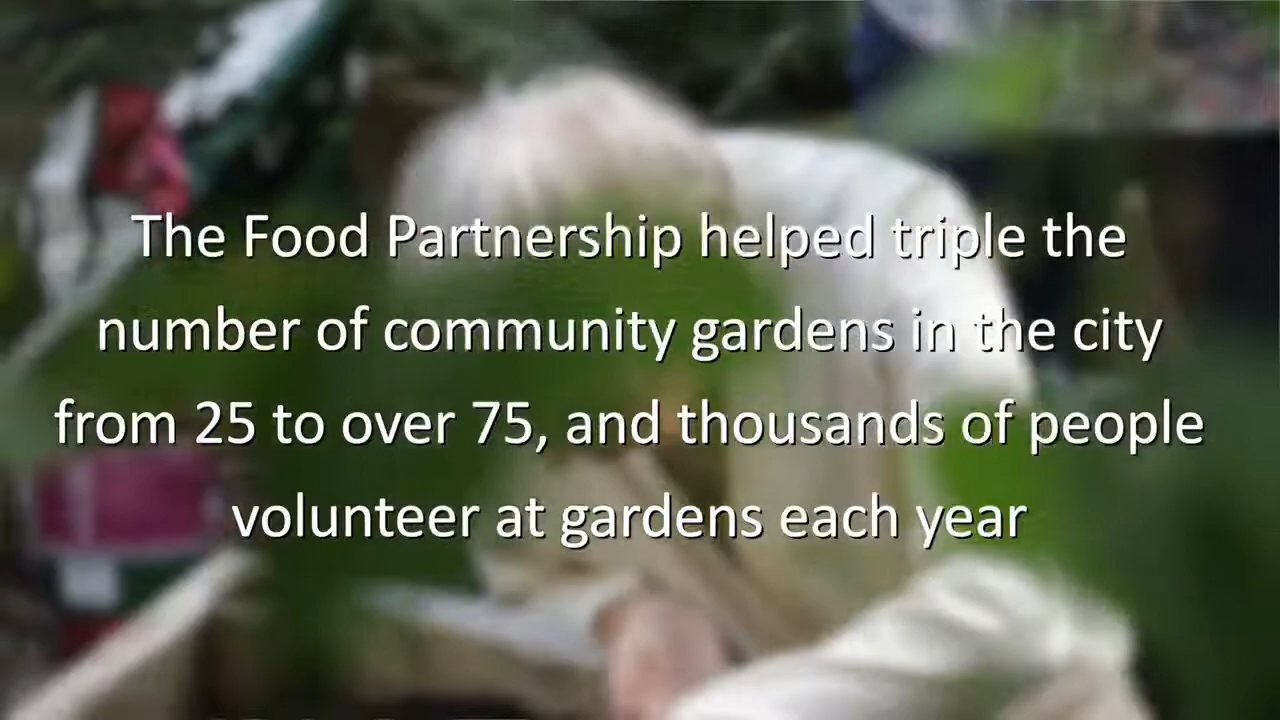 The Food Partnership helped triple the
number of community gardens in the city
from 25 to over 75, and thousands of people
volunteer at gardens each year